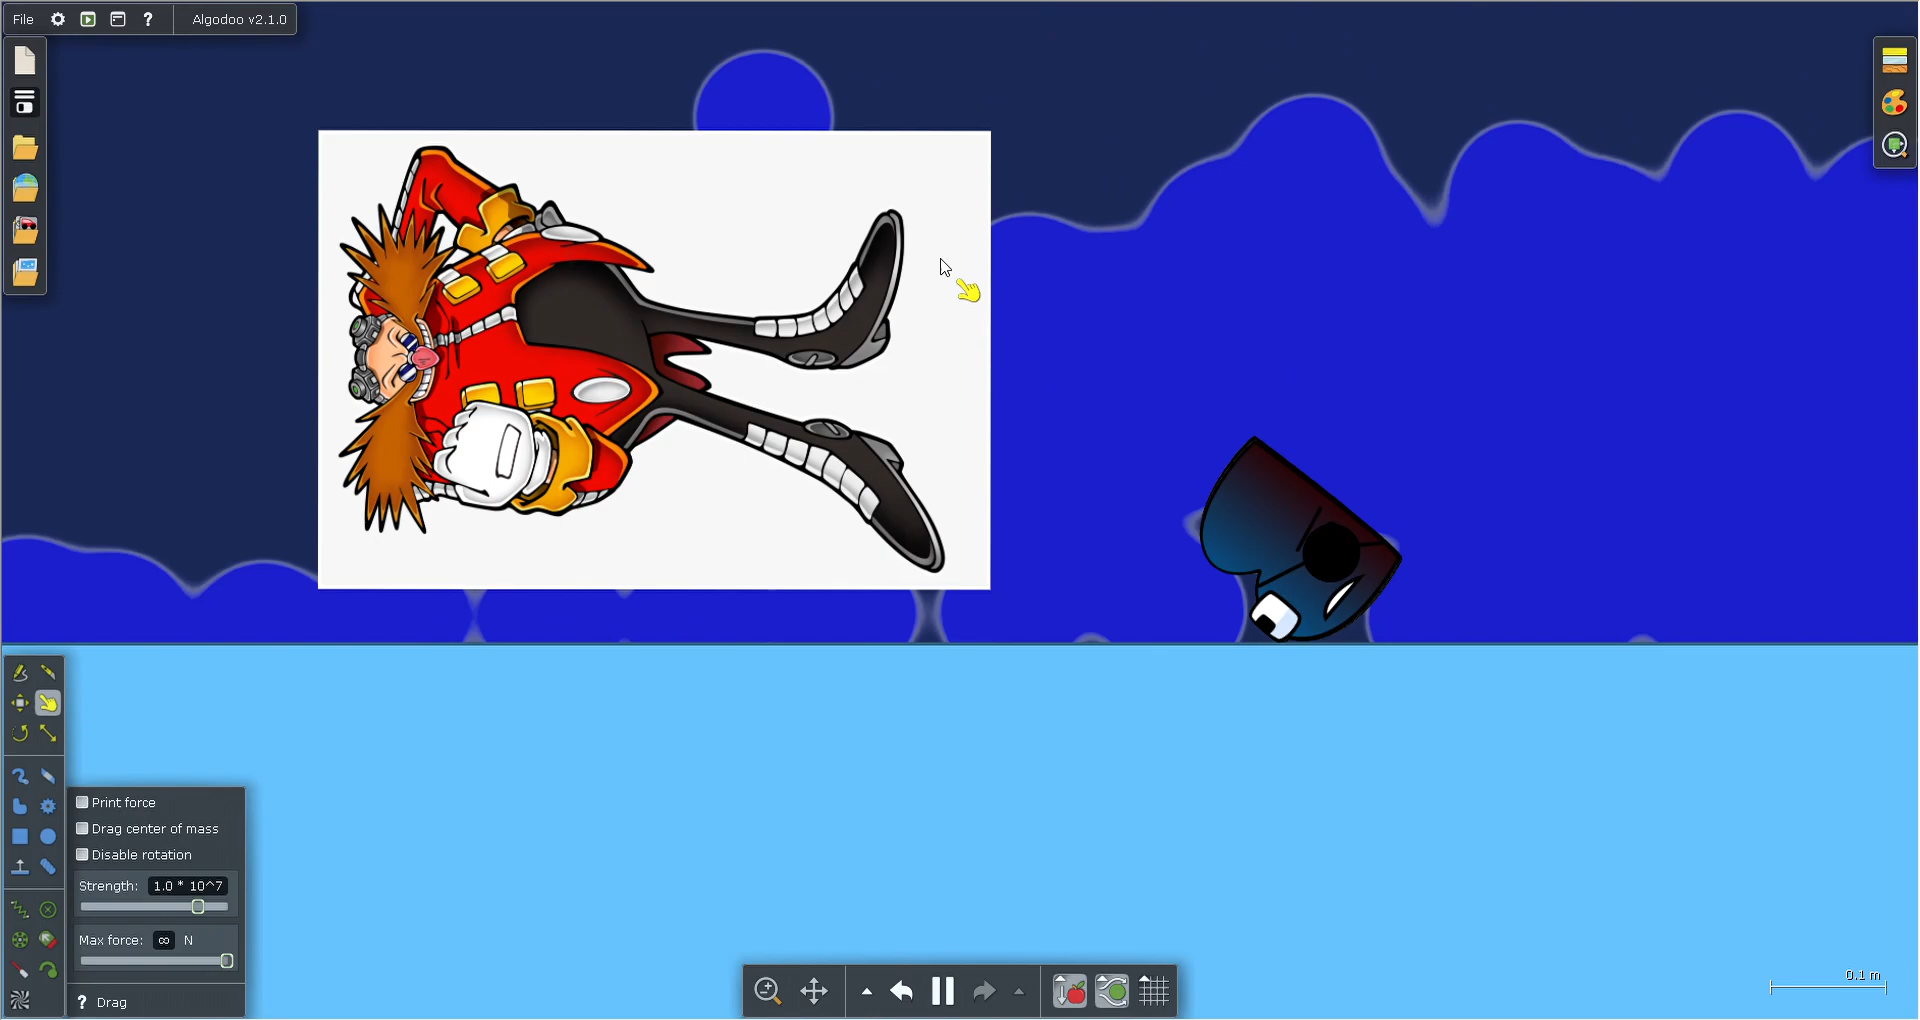 File ? Algodoo v2.1.0
Print force
Drag center of mass
Disable rotation
Strength: 1.0 * 10^7
Max force: ∞ N
? Drag
0.1 m